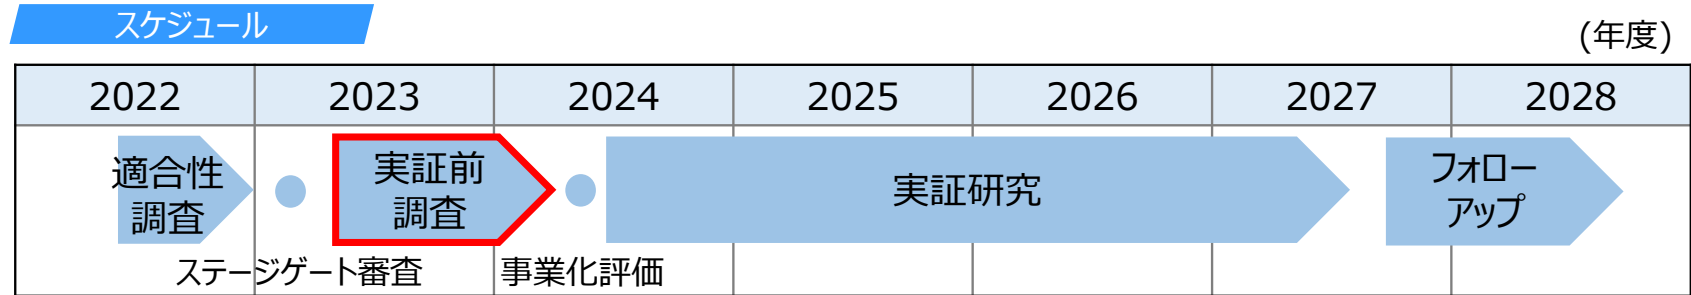 スケジュール
(年度)
2022 2023 2024 2025 2026 2027 2028
適合性
調査
実証前
調査
実証研究
フォロー
アップ
ステージゲート審査
事業化評価